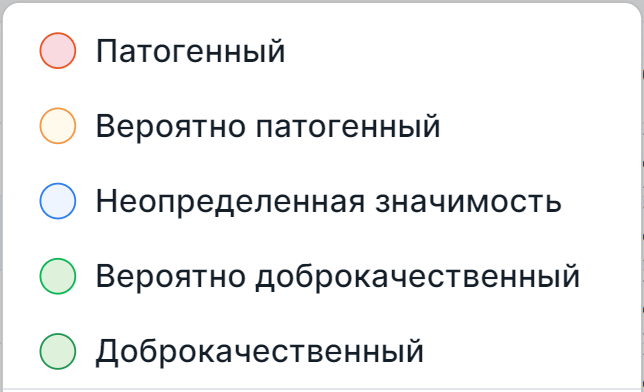 Патогенный
Вероятно патогенный
Неопределенная значимость
Вероятно доброкачественный
Доброкачественный